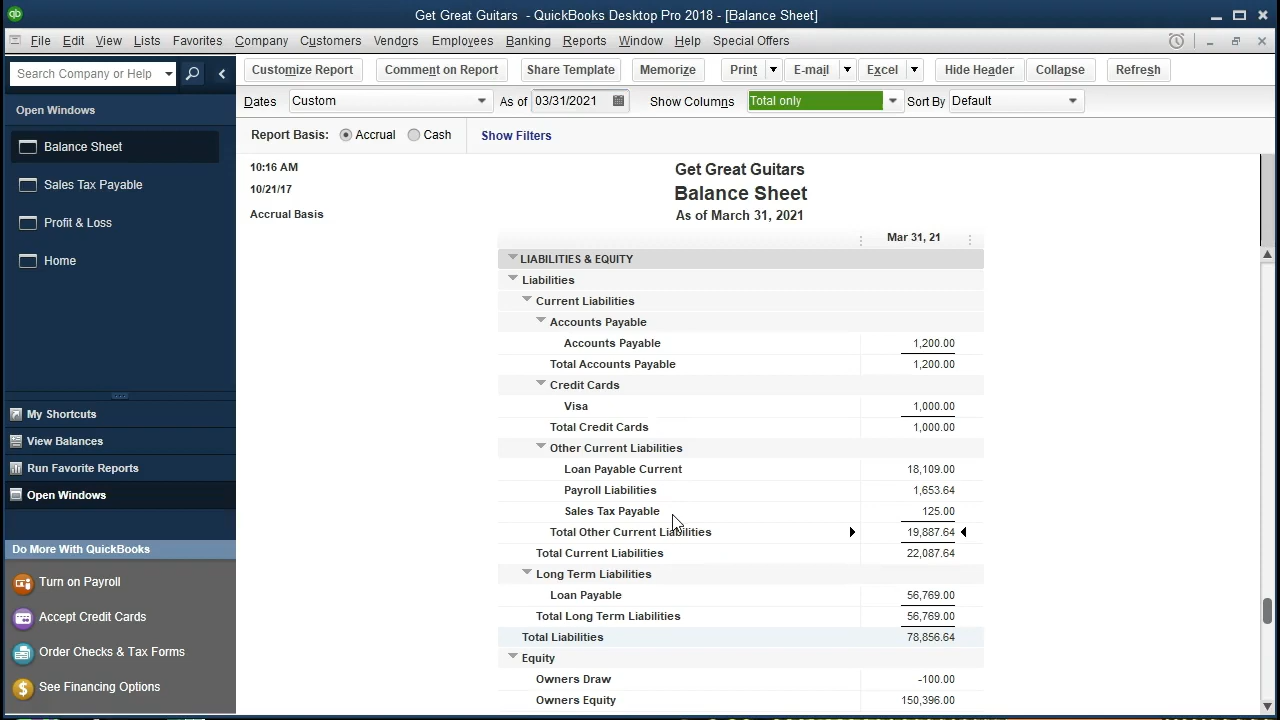 Get Great Guitars - QuickBooks Desktop Pro 2018 - [Balance Sheet]
File Edit View Lists Favorites Company Customers Vendors Employees Banking Reports Window Help Special Offers
Search Company or Help
Customize Report Comment on Report Share Template Memorize Print E-mail Excel Hide Header Collapse Refresh
Dates Custom As of 03/31/2021 Show Columns Total only Sort By Default
Report Basis: Accrual Cash Show Filters
Open Windows
Balance Sheet
Sales Tax Payable
Profit & Loss
Home
My Shortcuts
View Balances
Run Favorite Reports
Open Windows
Do More With QuickBooks
Turn on Payroll
Accept Credit Cards
Order Checks & Tax Forms
See Financing Options
10:16 AM
10/21/17
Accrual Basis
Get Great Guitars
Balance Sheet
As of March 31, 2021
Mar 31, 21
LIABILITIES & EQUITY
Liabilities
Current Liabilities
Accounts Payable
Accounts Payable 1,200.00
Total Accounts Payable 1,200.00
Credit Cards
Visa 1,000.00
Total Credit Cards 1,000.00
Other Current Liabilities
Loan Payable Current 18,109.00
Payroll Liabilities 1,653.64
Sales Tax Payable 125.00
Total Other Current Liabilities 19,887.64
Total Current Liabilities 22,087.64
Long Term Liabilities
Loan Payable 56,769.00
Total Long Term Liabilities 56,769.00
Total Liabilities 78,856.64
Equity
Owners Draw -100.00
Owners Equity 150,396.00